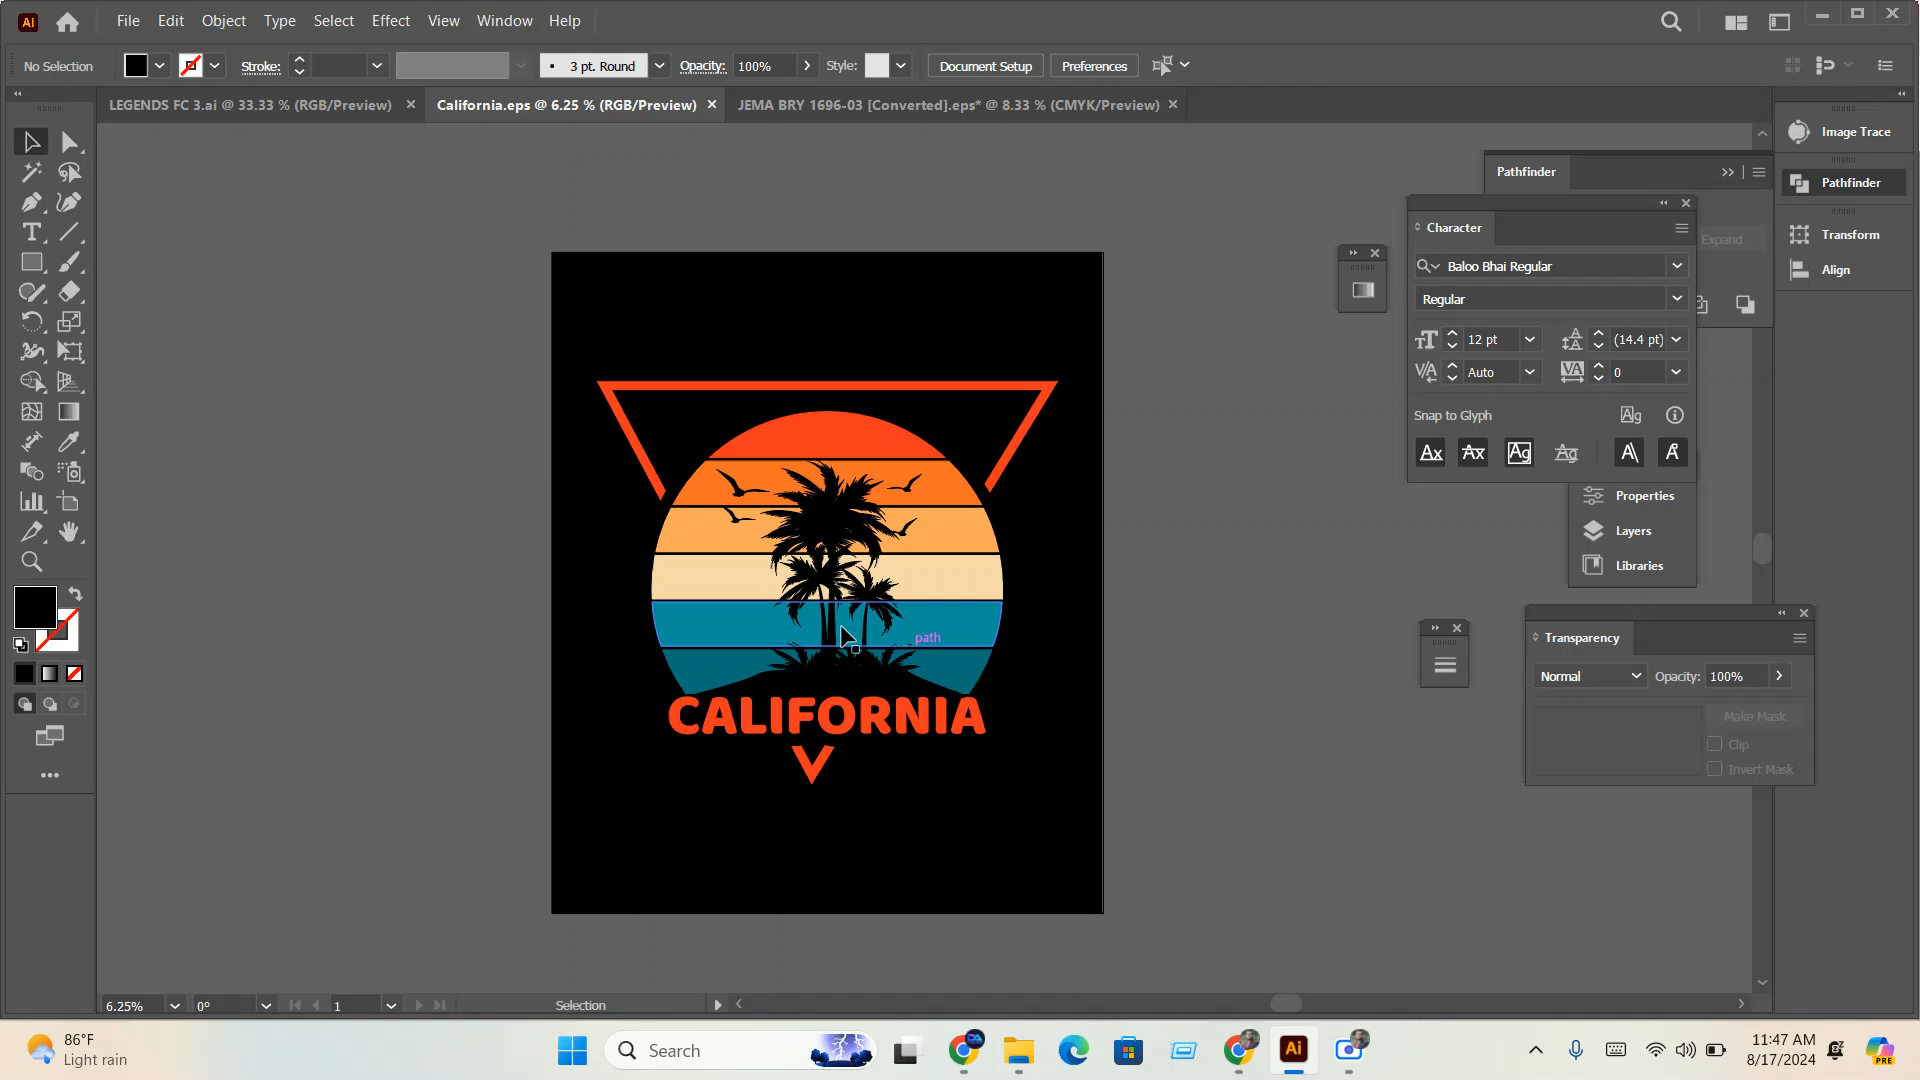 Ai File Edit Object Type Select Effect View Window Help
No Selection Stroke: 3 pt. Round Opacity: 100% Style: Document Setup Preferences
LEGENDS FC 3.ai @ 33.33 % (RGB/Preview) California.eps @ 6.25 % (RGB/Preview) JEMA BRY 1696-03 [Converted].eps* @ 8.33 % (CMYK/Preview)
Image Trace
Pathfinder
Pathfinder
Character
Transform
Expand
Baloo Bhai Regular
Align
Regular
12 pt (14.4 pt)
Auto 0
Snap to Glyph
Properties
Layers
Libraries
path
Transparency
Normal Opacity: 100%
Make Mask
Clip
Invert Mask
CALIFORNIA
6.25% 0° 1 Selection
86°F
Light rain
Search
Ai
11:47 AM
8/17/2024
PRE